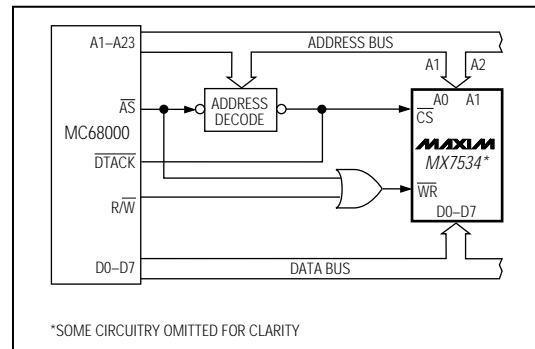 A1–A23
ADDRESS BUS
A1
A2
AS
ADDRESS
DECODE
A0 A1
CS
MC68000
MAXIM
MX7534*
DTACK
WR
R/W
D0–D7
D0–D7
DATA BUS
*SOME CIRCUITRY OMITTED FOR CLARITY